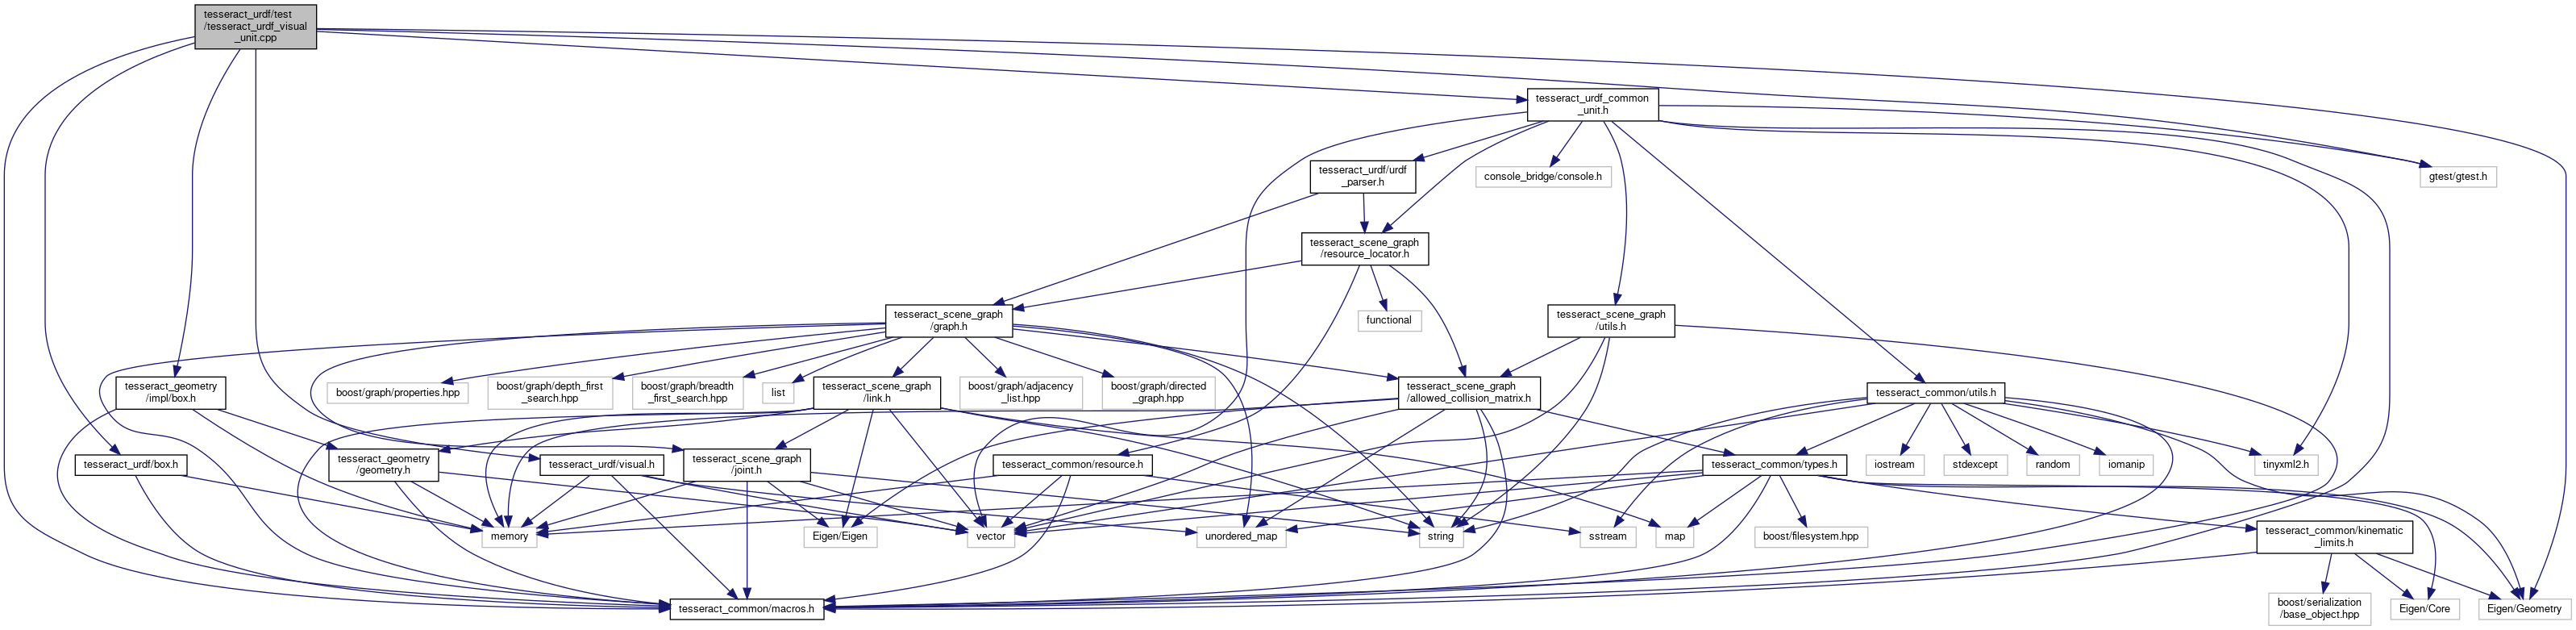 tesseract_urdf/test
/tesseract_urdf_visual
_unit.cpp
tesseract_urdf_common
_unit.h
tesseract_urdf/urdf
_parser.h
console_bridge/console.h
gtest/gtest.h
tesseract_scene_graph
/resource_locator.h
tesseract_scene_graph
/graph.h
functional
tesseract_scene_graph
/utils.h
tesseract_geometry
/impl/box.h
boost/graph/properties.hpp
boost/graph/depth_first
_search.hpp
boost/graph/breadth
_first_search.hpp
list
tesseract_scene_graph
/link.h
boost/graph/adjacency
_list.hpp
boost/graph/directed
_graph.hpp
tesseract_scene_graph
/allowed_collision_matrix.h
tesseract_common/utils.h
tesseract_urdf/box.h
tesseract_geometry
/geometry.h
tesseract_urdf/visual.h
tesseract_scene_graph
/joint.h
tesseract_common/resource.h
tesseract_common/types.h
iostream
stdexcept
random
iomanip
tinyxml2.h
memory
Eigen/Eigen
vector
unordered_map
string
sstream
map
boost/filesystem.hpp
tesseract_common/kinematic
_limits.h
tesseract_common/macros.h
boost/serialization
/base_object.hpp
Eigen/Core
Eigen/Geometry